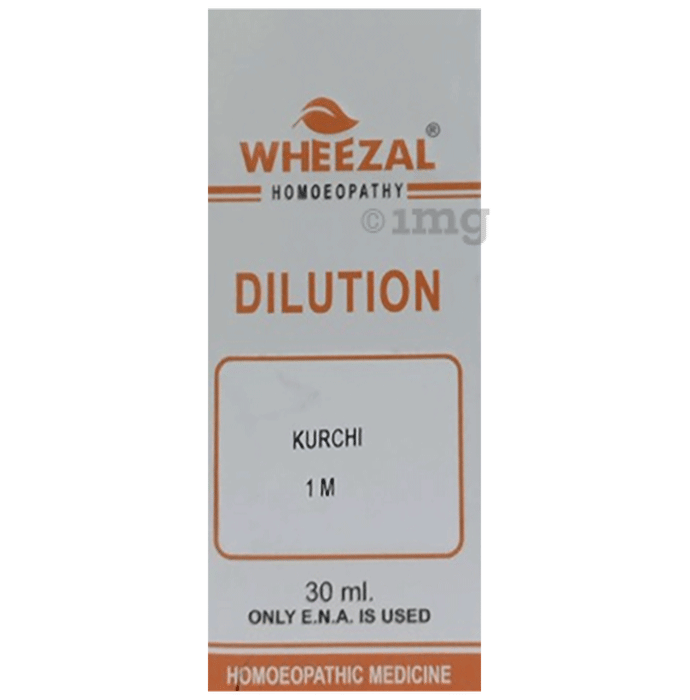 WHEEZAL®
HOMOEOPATHY
©1mg
DILUTION
KURCHI
1 M
30 ml.
ONLY E.N.A. IS USED
HOMOEOPATHIC MEDICINE